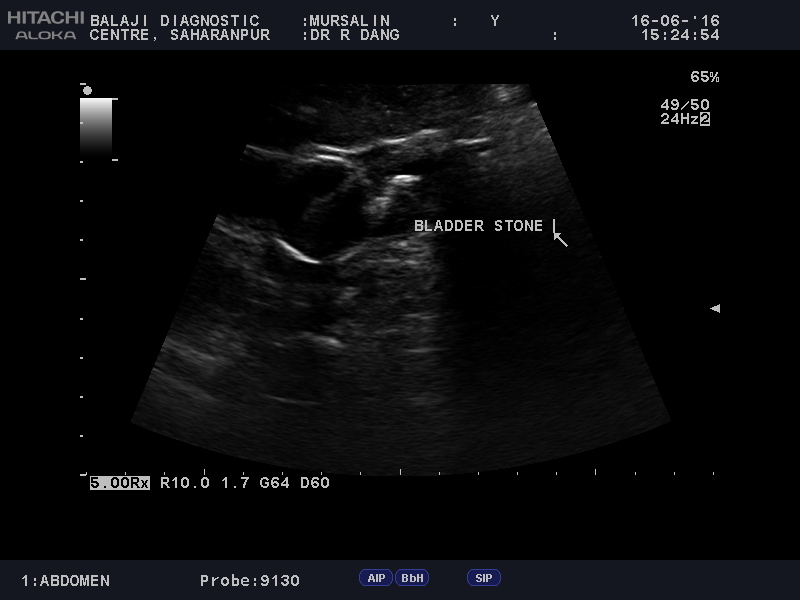 HITACHI
ALOKA
BALAJI DIAGNOSTIC :MURSALIN : Y 16-06-'16
CENTRE, SAHARANPUR :DR R DANG : 15:24:54
65%
49/50
24Hz2
BLADDER STONE
5.00Rx R10.0 1.7 G64 D60
1:ABDOMEN Probe:9130 AIP BbH SIP